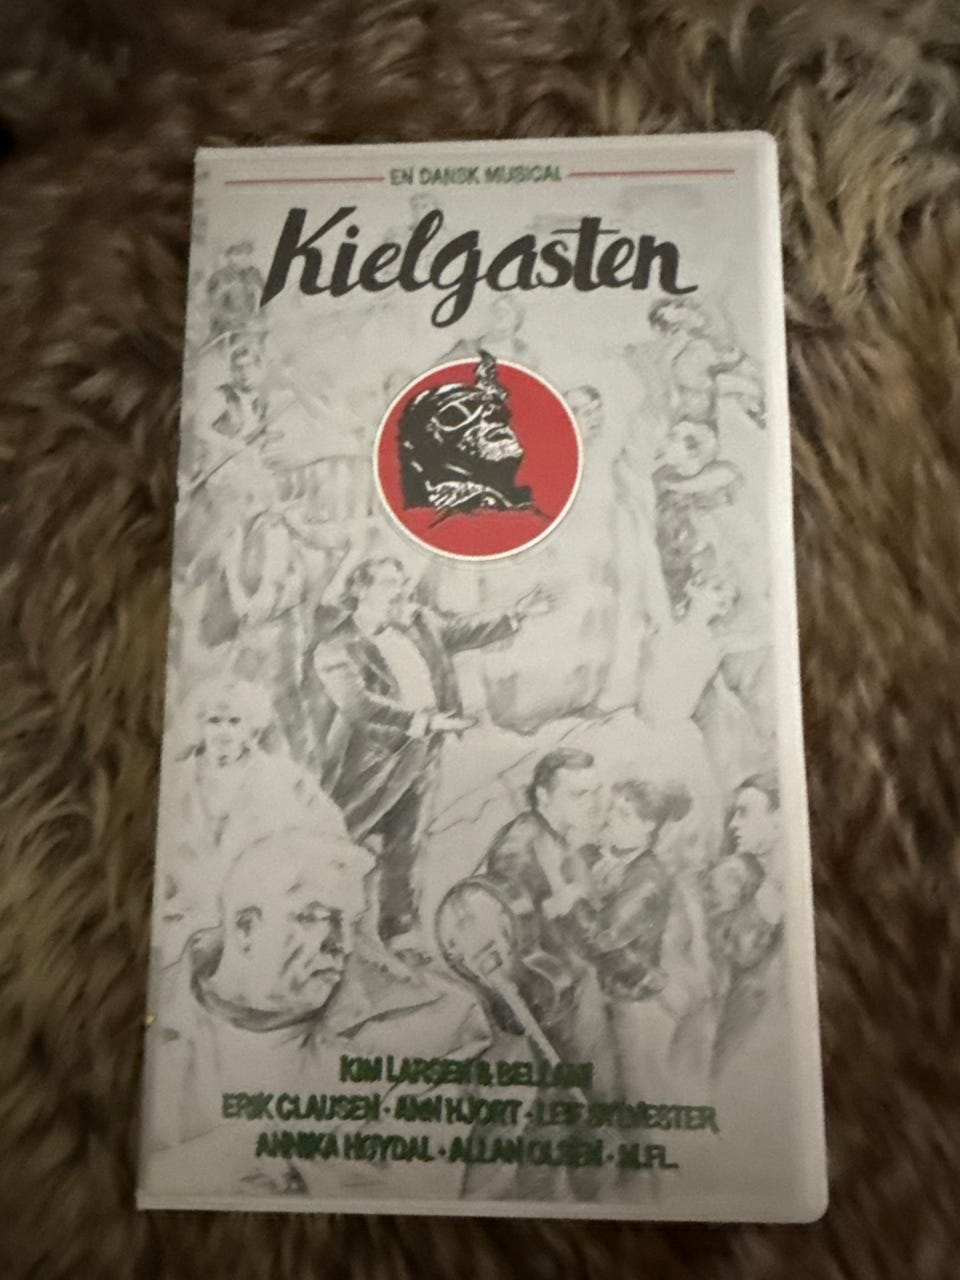 EN DANSK MUSICAL
Kielgasten
KIM LARSEN & BELLAMI
ERIK CLAUSEN · ANN HJORT · LEIF SYLVESTER
ANNIKA HOYDAL · ALLAN OLSEN · M.FL.